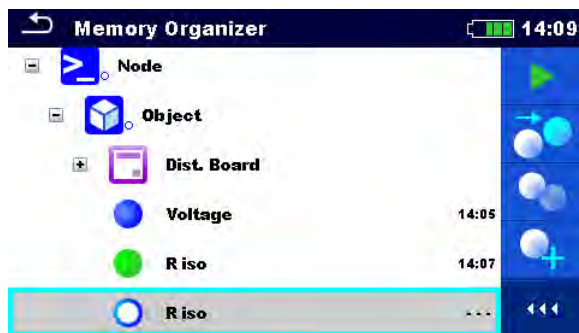 Memory Organizer 14:09
>_ Node
Object
Dist. Board
Voltage 14:05
R iso 14:07
R iso - - -